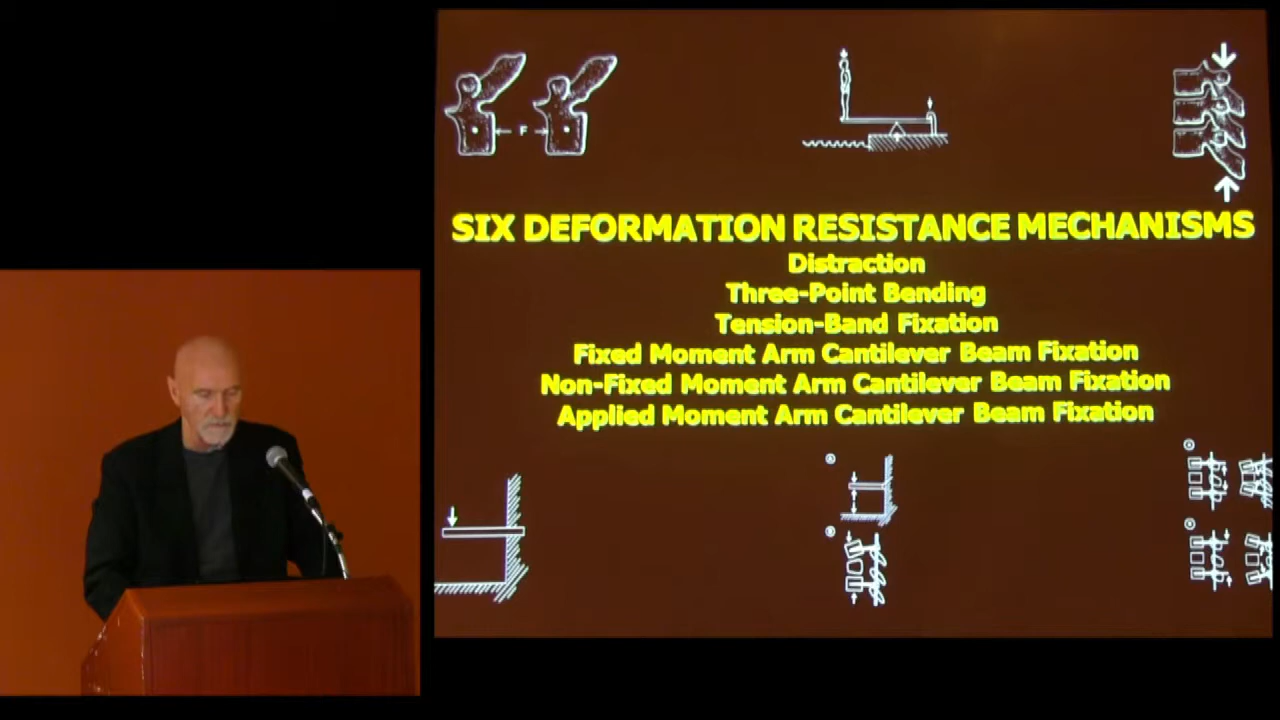 F
SIX DEFORMATION RESISTANCE MECHANISMS
Distraction
Three-Point Bending
Tension-Band Fixation
Fixed Moment Arm Cantilever Beam Fixation
Non-Fixed Moment Arm Cantilever Beam Fixation
Applied Moment Arm Cantilever Beam Fixation
A
B